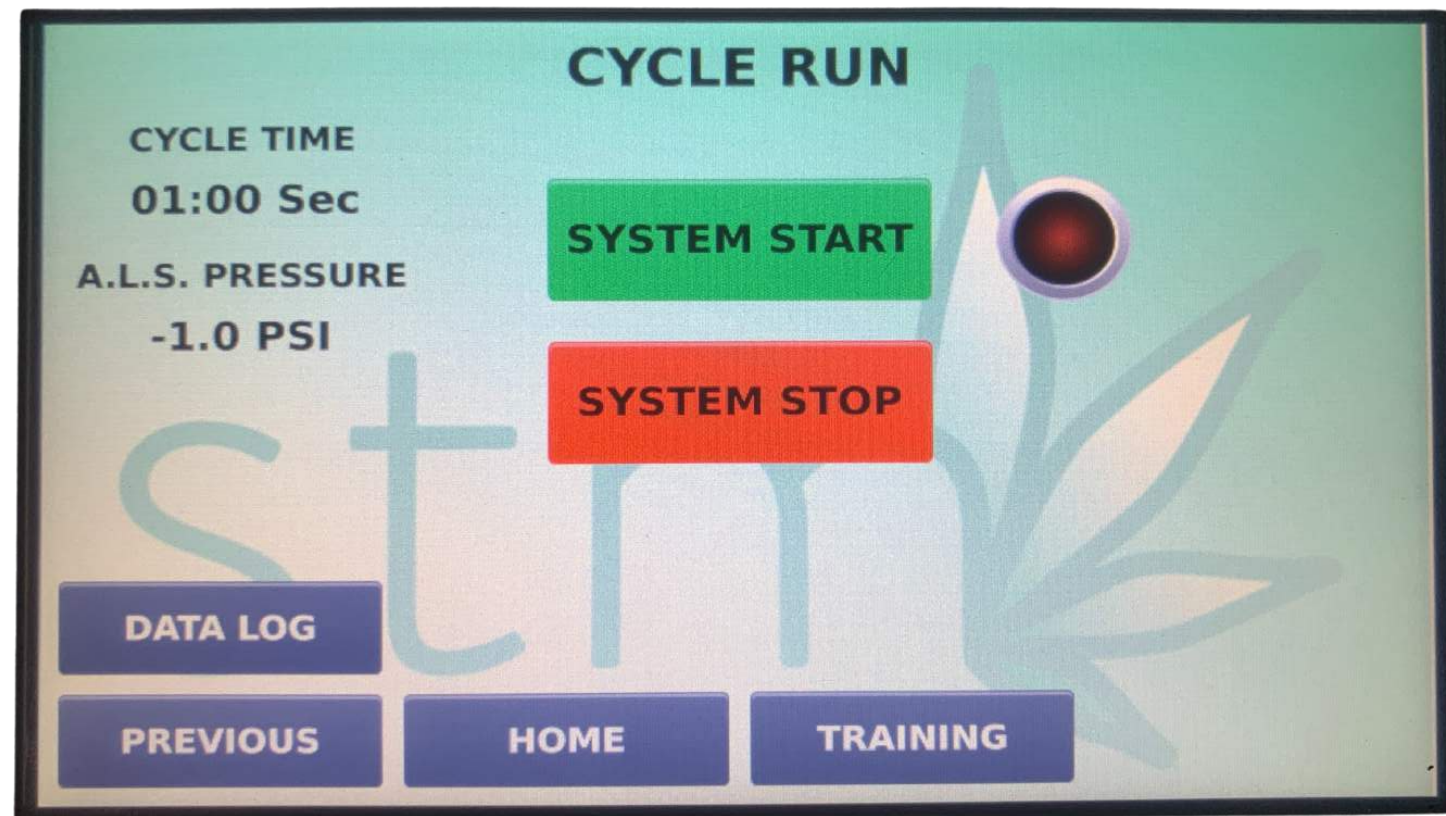 CYCLE RUN
CYCLE TIME
01:00 Sec
A.L.S. PRESSURE
-1.0 PSI
SYSTEM START
SYSTEM STOP
stm
DATA LOG
PREVIOUS
HOME
TRAINING